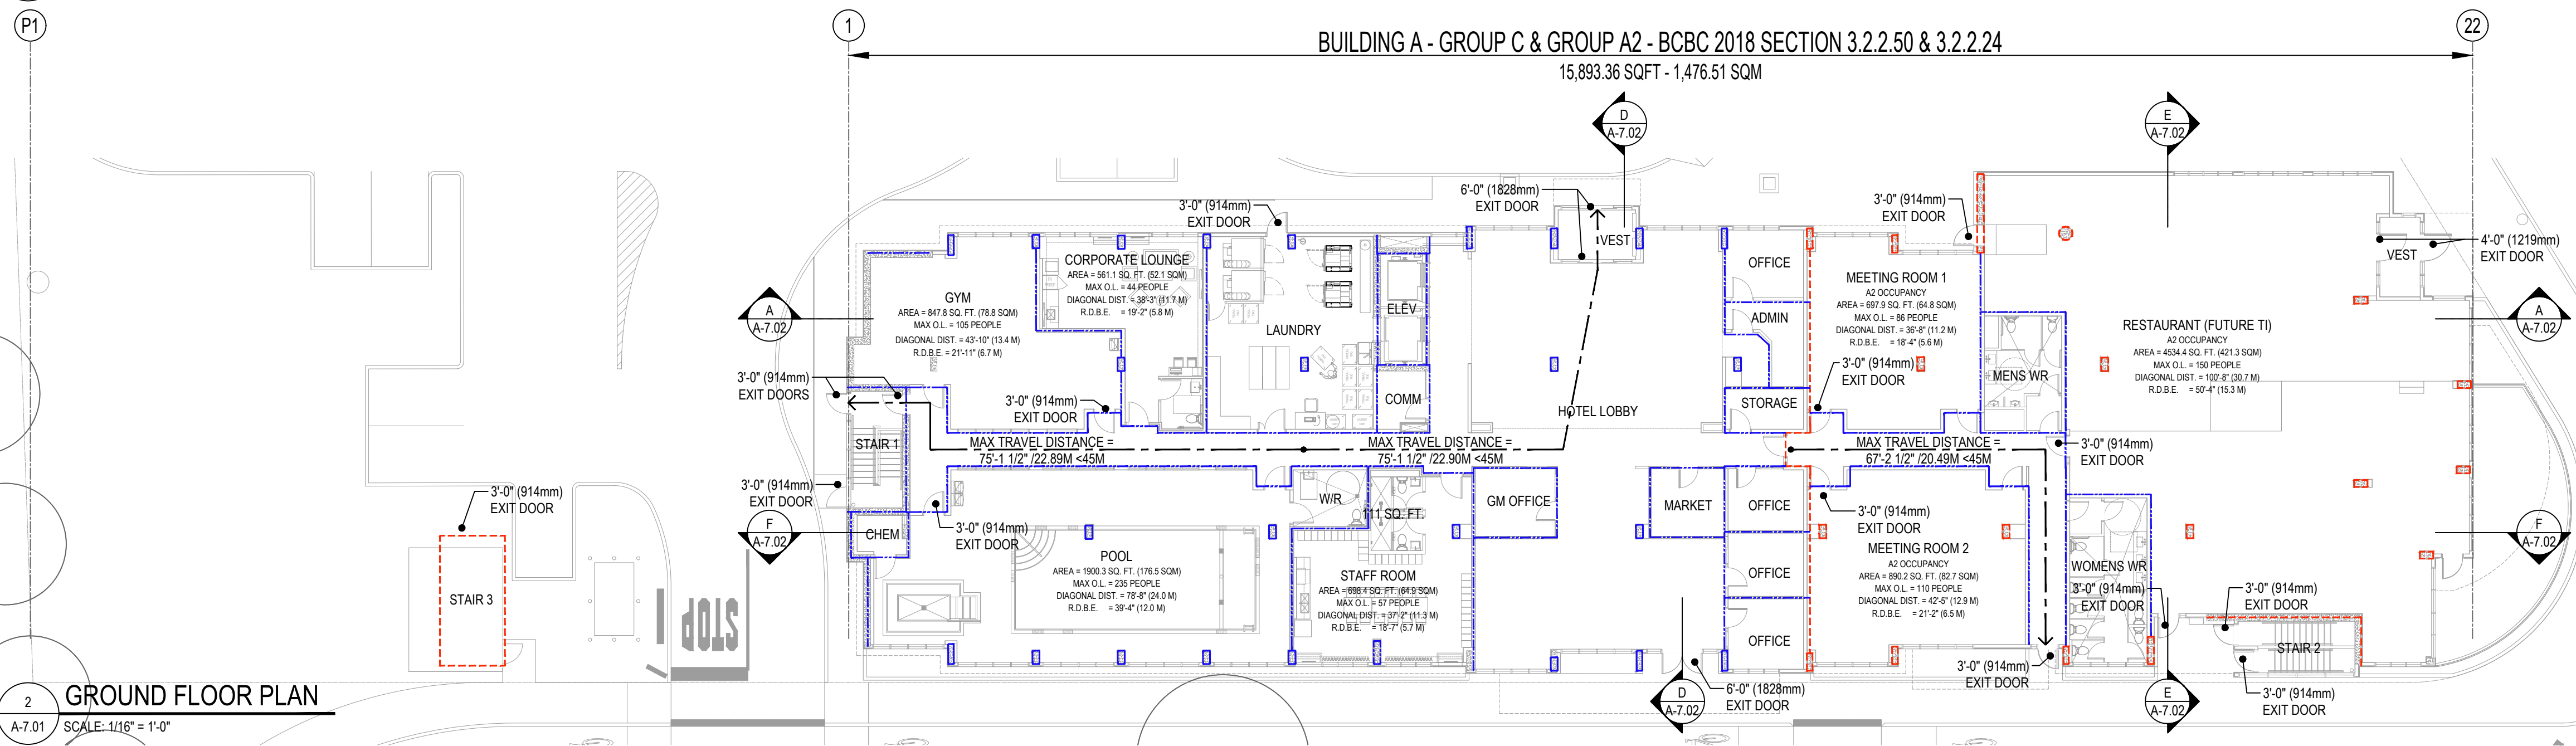 P1
1
22
BUILDING A - GROUP C & GROUP A2 - BCBC 2018 SECTION 3.2.2.50 & 3.2.2.24
15,893.36 SQFT - 1,476.51 SQM
D
A-7.02
E
A-7.02
6'-0" (1828mm)
EXIT DOOR
3'-0" (914mm)
EXIT DOOR
3'-0" (914mm)
EXIT DOOR
VEST
4'-0" (1219mm)
EXIT DOOR
VEST
CORPORATE LOUNGE
AREA = 561.1 SQ. FT. (52.1 SQM)
MAX O.L. = 44 PEOPLE
DIAGONAL DIST. = 38'-3" (11.7 M)
R.D.B.E. = 19'-2" (5.8 M)
GYM
AREA = 847.8 SQ. FT. (78.8 SQM)
MAX O.L. = 105 PEOPLE
DIAGONAL DIST. = 43'-10" (13.4 M)
R.D.B.E. = 21'-11" (6.7 M)
A
A-7.02
LAUNDRY
ELEV
COMM
OFFICE
ADMIN
STORAGE
HOTEL LOBBY
MEETING ROOM 1
A2 OCCUPANCY
AREA = 697.9 SQ. FT. (64.8 SQM)
MAX O.L. = 86 PEOPLE
DIAGONAL DIST. = 36'-8" (11.2 M)
R.D.B.E. = 18'-4" (5.6 M)
3'-0" (914mm)
EXIT DOOR
MENS WR
RESTAURANT (FUTURE TI)
A2 OCCUPANCY
AREA = 4534.4 SQ. FT. (421.3 SQM)
MAX O.L. = 150 PEOPLE
DIAGONAL DIST. = 100'-8" (30.7 M)
R.D.B.E. = 50'-4" (15.3 M)
A
A-7.02
3'-0" (914mm)
EXIT DOORS
3'-0" (914mm)
EXIT DOOR
STAIR 1
MAX TRAVEL DISTANCE =
75'-1 1/2" /22.89M <45M
MAX TRAVEL DISTANCE =
75'-1 1/2" /22.90M <45M
MAX TRAVEL DISTANCE =
67'-2 1/2" /20.49M <45M
3'-0" (914mm)
EXIT DOOR
3'-0" (914mm)
EXIT DOOR
3'-0" (914mm)
EXIT DOOR
F
A-7.02
CHEM
3'-0" (914mm)
EXIT DOOR
W/R
111 SQ. FT.
GM OFFICE
MARKET
OFFICE
3'-0" (914mm)
EXIT DOOR
F
A-7.02
POOL
AREA = 1900.3 SQ. FT. (176.5 SQM)
MAX O.L. = 235 PEOPLE
DIAGONAL DIST. = 78'-8" (24.0 M)
R.D.B.E. = 39'-4" (12.0 M)
STAFF ROOM
AREA = 698.4 SQ. FT. (64.9 SQM)
MAX O.L. = 57 PEOPLE
DIAGONAL DIST. = 37'-2" (11.3 M)
R.D.B.E. = 18'-7" (5.7 M)
OFFICE
OFFICE
MEETING ROOM 2
A2 OCCUPANCY
AREA = 890.2 SQ. FT. (82.7 SQM)
MAX O.L. = 110 PEOPLE
DIAGONAL DIST. = 42'-5" (12.9 M)
R.D.B.E. = 21'-2" (6.5 M)
WOMENS WR
3'-0" (914mm)
EXIT DOOR
3'-0" (914mm)
EXIT DOOR
STAIR 2
STAIR 3
STOP
3'-0" (914mm)
EXIT DOOR
3'-0" (914mm)
EXIT DOOR
6'-0" (1828mm)
EXIT DOOR
D
A-7.02
E
A-7.02
2
A-7.01
GROUND FLOOR PLAN
SCALE: 1/16" = 1'-0"